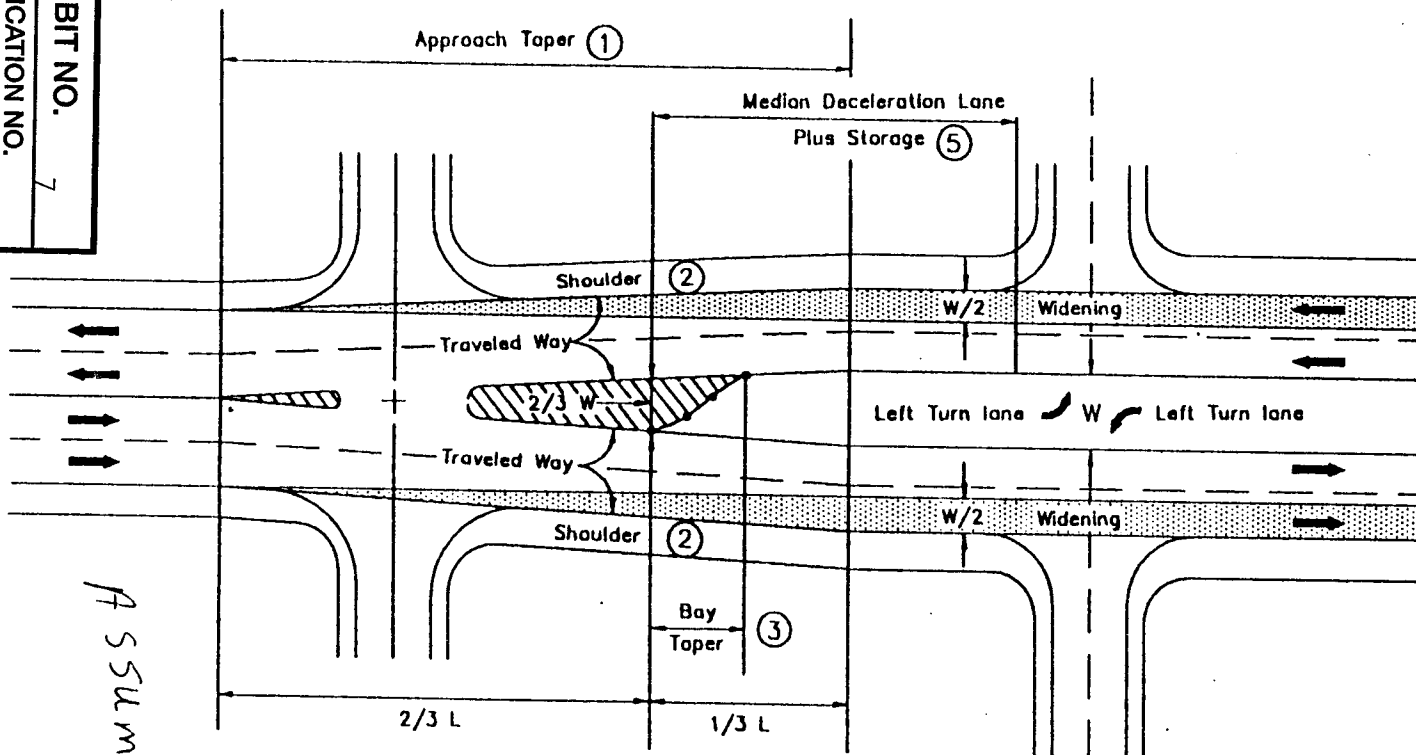 BIT NO.
7
ICATION NO.
Approach Taper ①
Median Deceleration Lane
Plus Storage ⑤
Shoulder ②
W/2 Widening
Traveled Way
2/3 W
Left Turn lane W Left Turn lane
Traveled Way
W/2 Widening
Shoulder ②
Bay
Taper ③
2/3 L
1/3 L
Assum